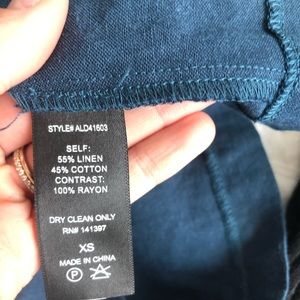 STYLE# ALD41603
SELF:
55% LINEN
45% COTTON
CONTRAST:
100% RAYON
DRY CLEAN ONLY
RN# 141397
XS
MADE IN CHINA
P